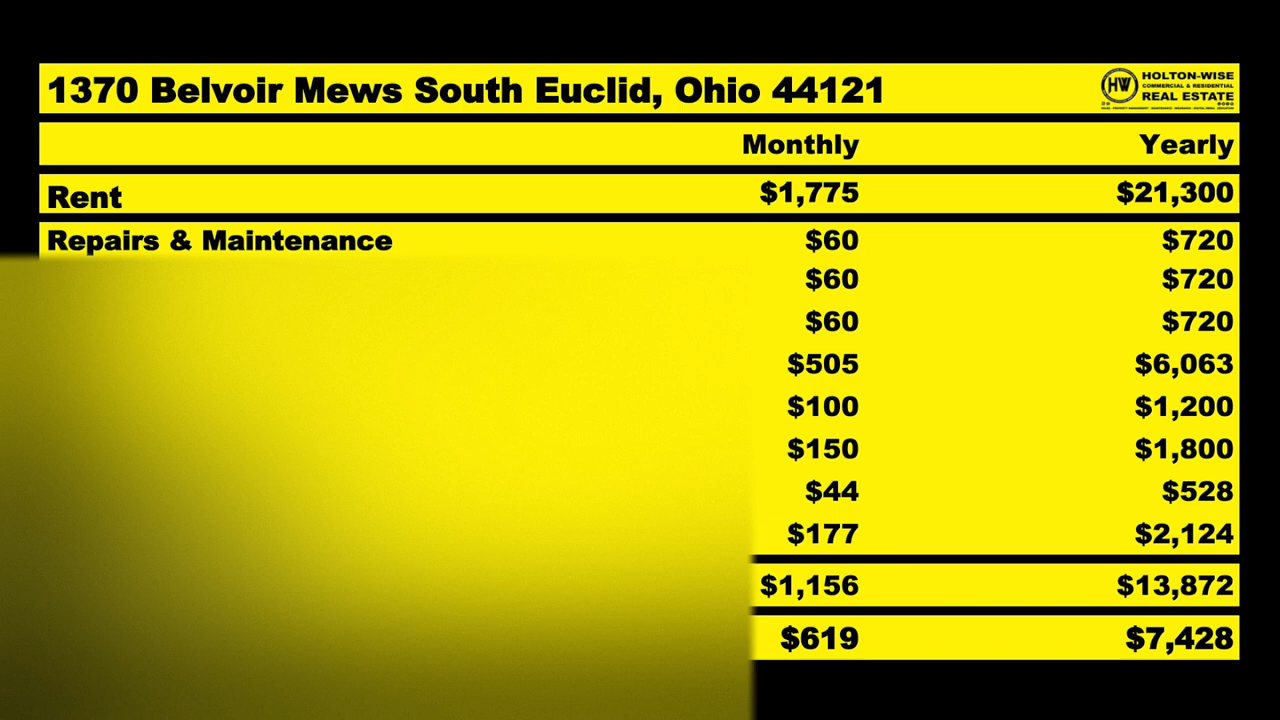 1370 Belvoir Mews South Euclid, Ohio 44121
HW
HOLTON-WISE
COMMERCIAL & RESIDENTIAL
REAL ESTATE
Monthly Yearly
Rent $1,775 $21,300
Repairs & Maintenance $60 $720
$60 $720
$60 $720
$505 $6,063
$100 $1,200
$150 $1,800
$44 $528
$177 $2,124
$1,156 $13,872
$619 $7,428